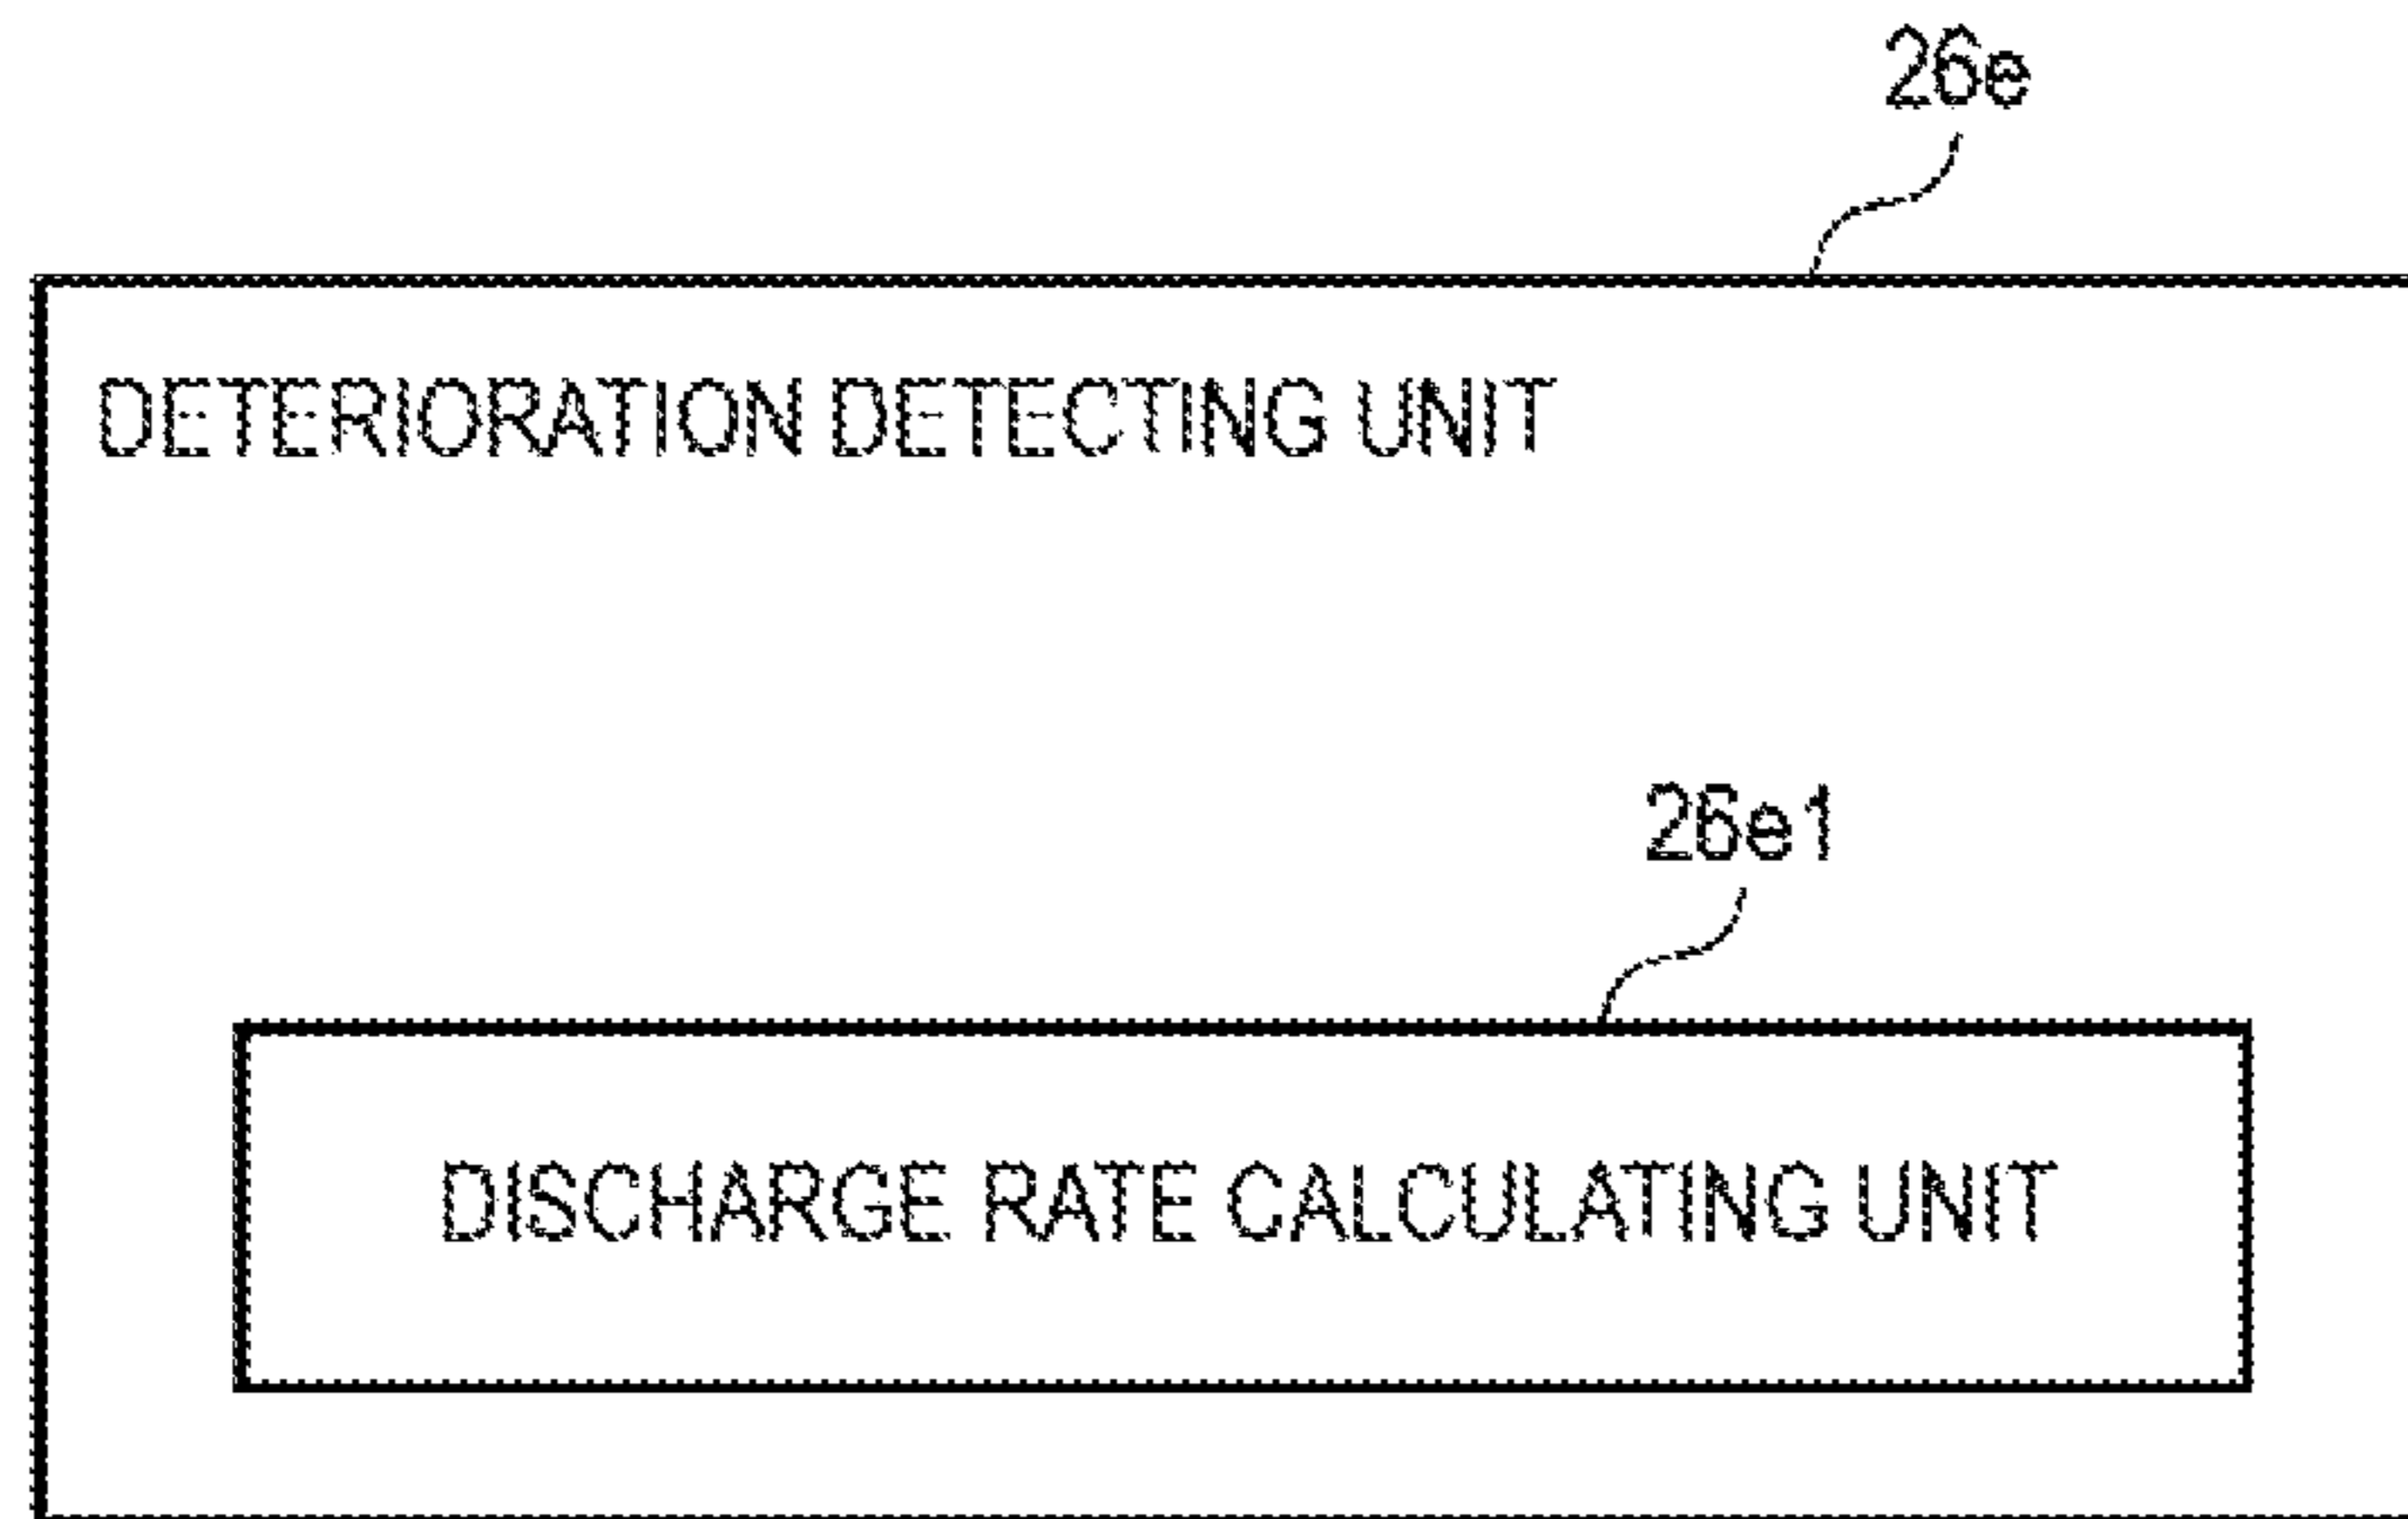 26e
DETERIORATION DETECTING UNIT
26e1
DISCHARGE RATE CALCULATING UNIT